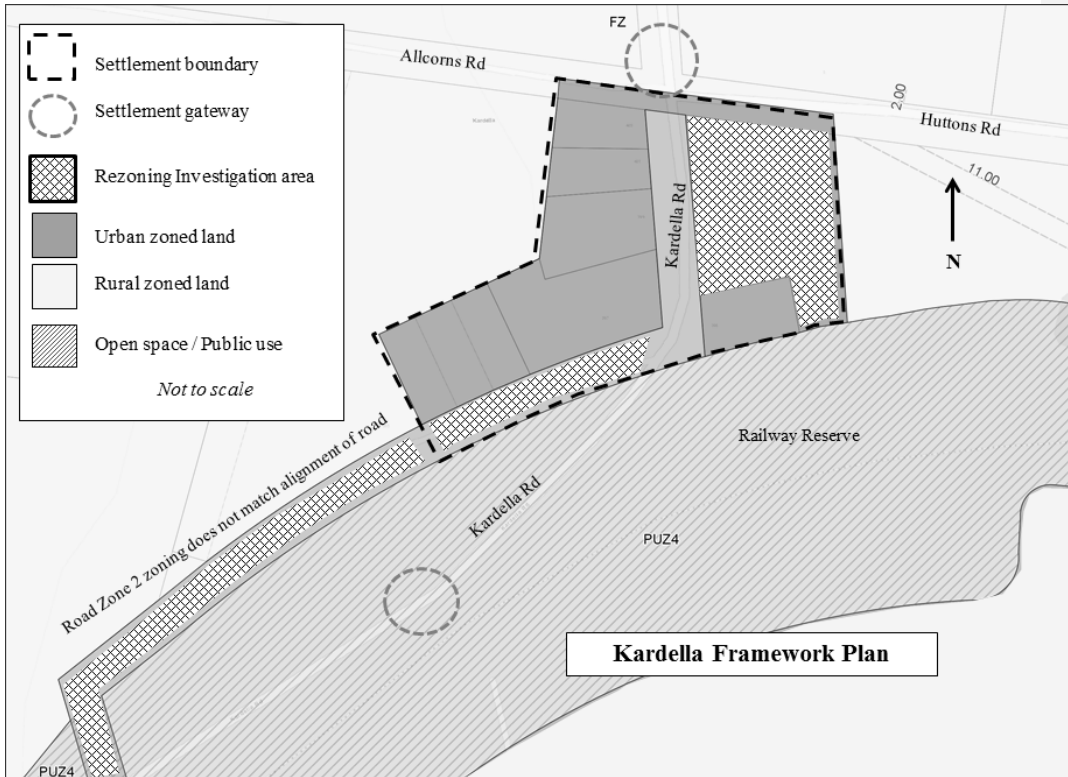 Settlement boundary
Settlement gateway
Rezoning Investigation area
Urban zoned land
Rural zoned land
Open space / Public use
Not to scale
FZ
Allcorns Rd
2.00
Huttons Rd
11.00
Kardella
Kardella Rd
N
Railway Reserve
Road Zone 2 zoning does not match alignment of road
Kardella Rd
PUZ4
Kardella Framework Plan
PUZ4